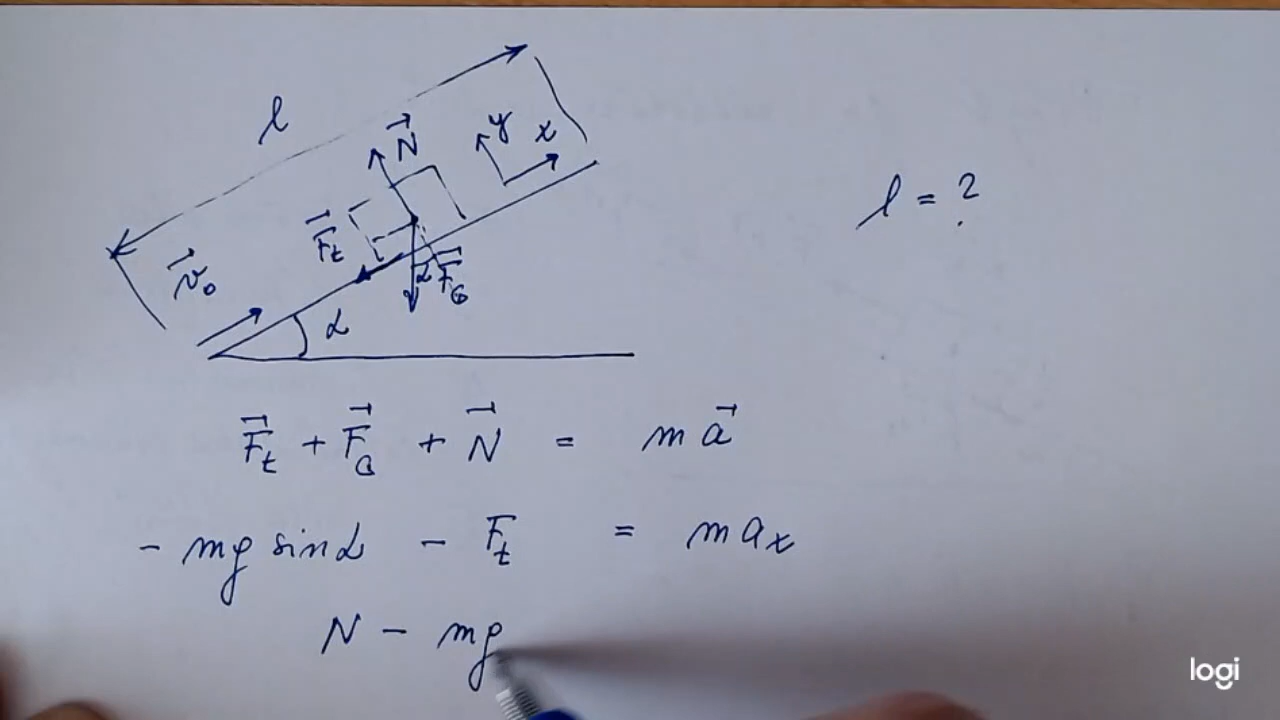 l
N⃗
y
x
l = ?
F⃗t
v⃗₀
α F⃗G
α
F⃗t + F⃗G + N⃗ = m a⃗
- mg sin α - Ft = m ax
N - mg
logi